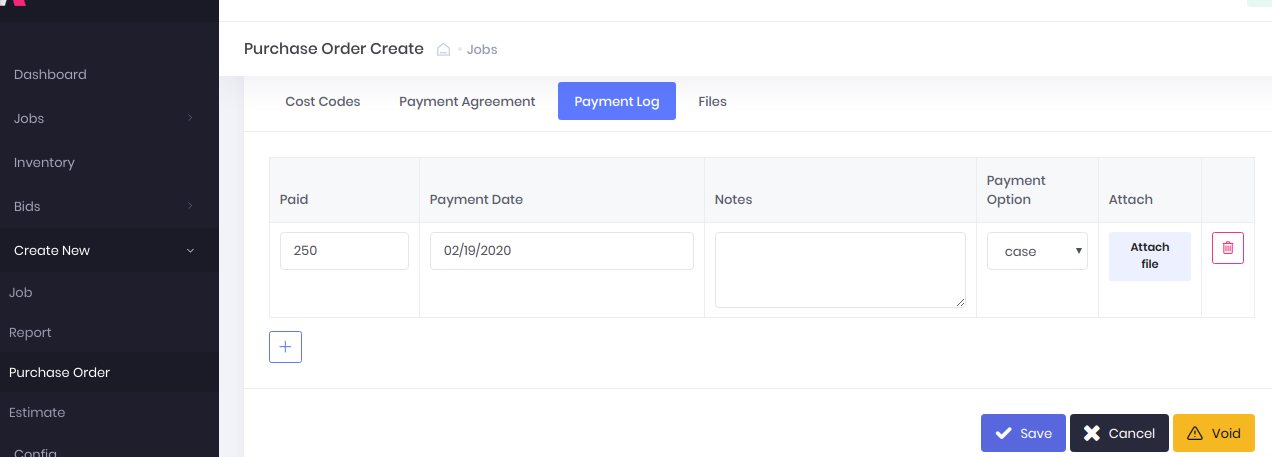 Purchase Order Create
Jobs
Dashboard
Jobs
Inventory
Bids
Create New
Job
Report
Purchase Order
Estimate
Config
Cost Codes
Payment Agreement
Payment Log
Files
Paid
Payment Date
Notes
Payment
Option
Attach
250
02/19/2020
case
Attach
file
Save
Cancel
Void